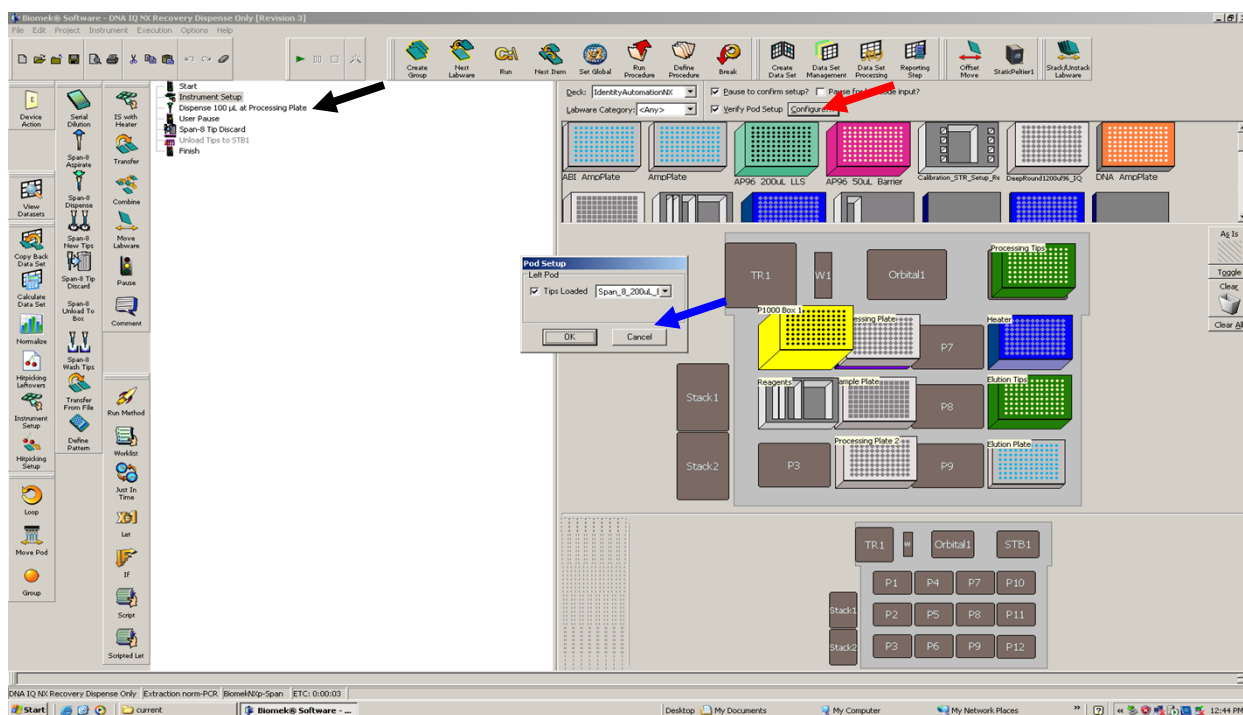 Biomek® Software - DNA IQ NX Recovery Dispense Only [Revision 3]
File Edit Project Instrument Execution Options Help
Create Group
Nest Labware
Run
Next Item
Set Global
Run Procedure
Define Procedure
Break
Create Data Set
Data Set Management
Data Set Processing
Reporting Step
Offset Move
StaticPeltier1
Stack/Unstack Labware
Device Action
View Datasets
Copy Back Data Set
Calculate Data Set
Normalize
Hitpicking Leftovers
Instrument Setup
Hitpicking Setup
Loop
Move Pod
Group
Serial Dilution
Span-8 Aspirate
Span-8 Dispense
Span-8 New Tips
Span-8 Tip Discard
Span-8 Unload To Box
Span-8 Wash Tips
Transfer From File
Define Pattern
IS with Heater
Transfer
Combine
Move Labware
Pause
Comment
Run Method
Worklist
Just In Time
Let
If
Script
Scripted Let
Start
Instrument Setup
Dispense 100 µL at Processing Plate
User Pause
Span-8 Tip Discard
Unload Tips to STB1
Finish
Deck: IdentityAutomationNX
Pause to confirm setup?
Labware Category: <Any>
Verify Pod Setup
ABI AmpPlate
AmpPlate
AP96 200uL LLS
AP96 50uL Barrier
Calibration_STR_Setup_Rx
DeepRound1200ul96_IQ
DNA AmpPlate
Pod Setup
Left Pod
Tips Loaded
OK
Cancel
TR1
W1
Orbital1
Processing Tips
P1000 Box 1
P7
Heater
Stack1
Reagents
P8
Elution Tips
Stack2
P3
Processing Plate 2
P9
Elution Plate
As Is
Toggle
Clear
Clear All
TR1
W
Orbital1
STB1
P1 P4 P7 P10
Stack1
P2 P5 P8 P11
Stack2
P3 P6 P9 P12
DNA IQ NX Recovery Dispense Only Extraction norm-PCR BiomekNXp-Span ETC: 0:00:03
Start
current
Biomek® Software - ...
Desktop
My Documents
My Computer
My Network Places
12:44 PM